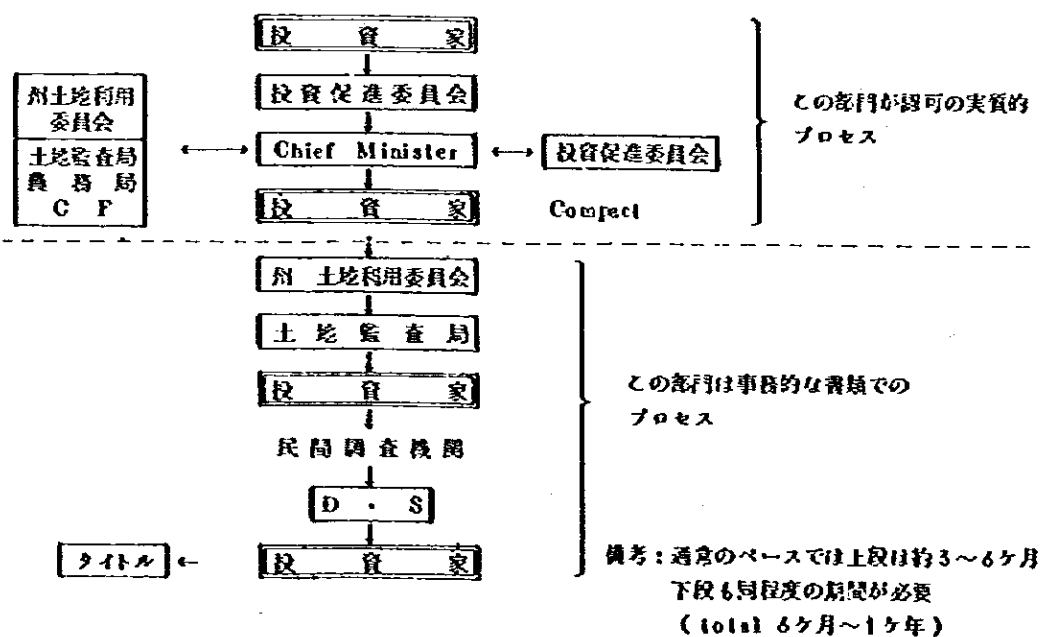 投資家
投資促進委員会
州土地利用
委員会
土地監査局
農務局
C F
Chief Minister
投資促進委員会
投資家
Compact
この部門が認可の実質的
プロセス
州 土地利用委員会
土地監査局
投資家
民間調査機関
D・S
投資家
タイトル
この部門は事務的な書類での
プロセス
備考：通常のペースでは上段は約3～6ケ月
下段も同程度の期間が必要
(total 6ケ月～1ケ年)